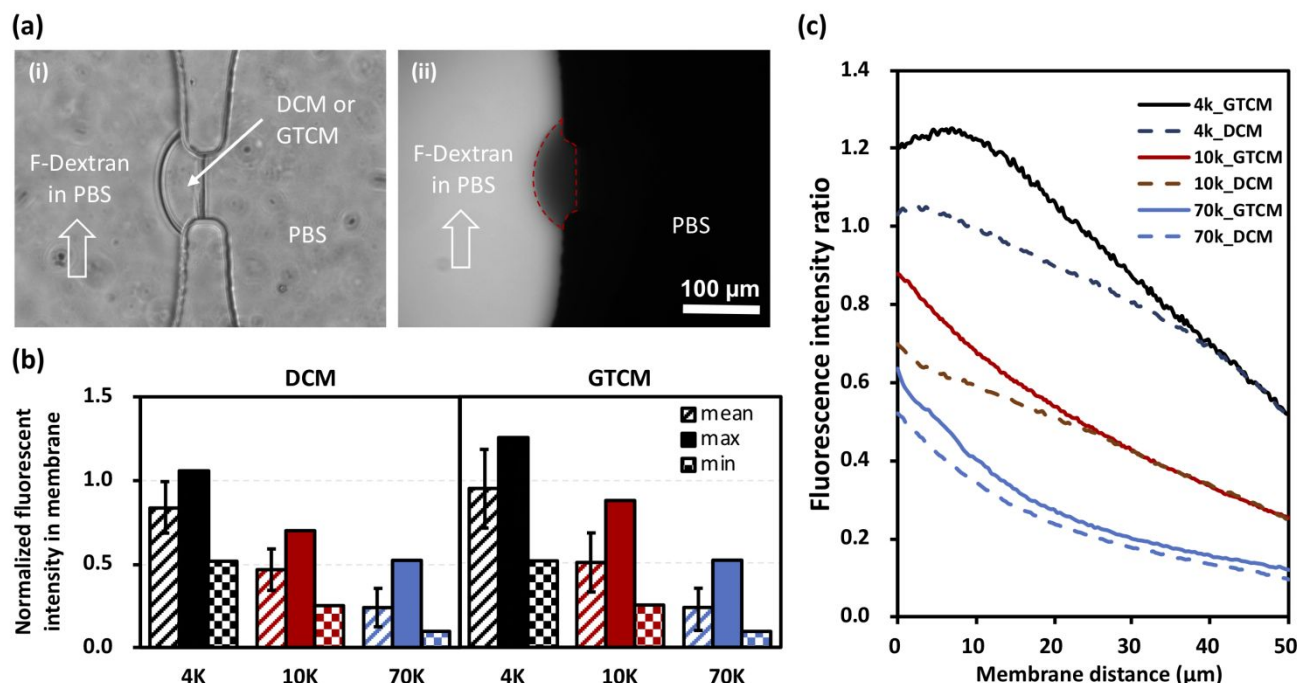 (a)
(i)
DCM or
GTCM
F-Dextran
in PBS
PBS
(ii)
F-Dextran
in PBS
PBS
100 μm
(b)
DCM
GTCM
Normalized fluorescent
intensity in membrane
1.5
1.0
0.5
0.0
mean
max
min
4K
10K
70K
4K
10K
70K
(c)
Fluorescence intensity ratio
1.4
1.2
1.0
0.8
0.6
0.4
0.2
0.0
4k_GTCM
4k_DCM
10k_GTCM
10k_DCM
70k_GTCM
70k_DCM
0
10
20
30
40
50
Membrane distance (μm)